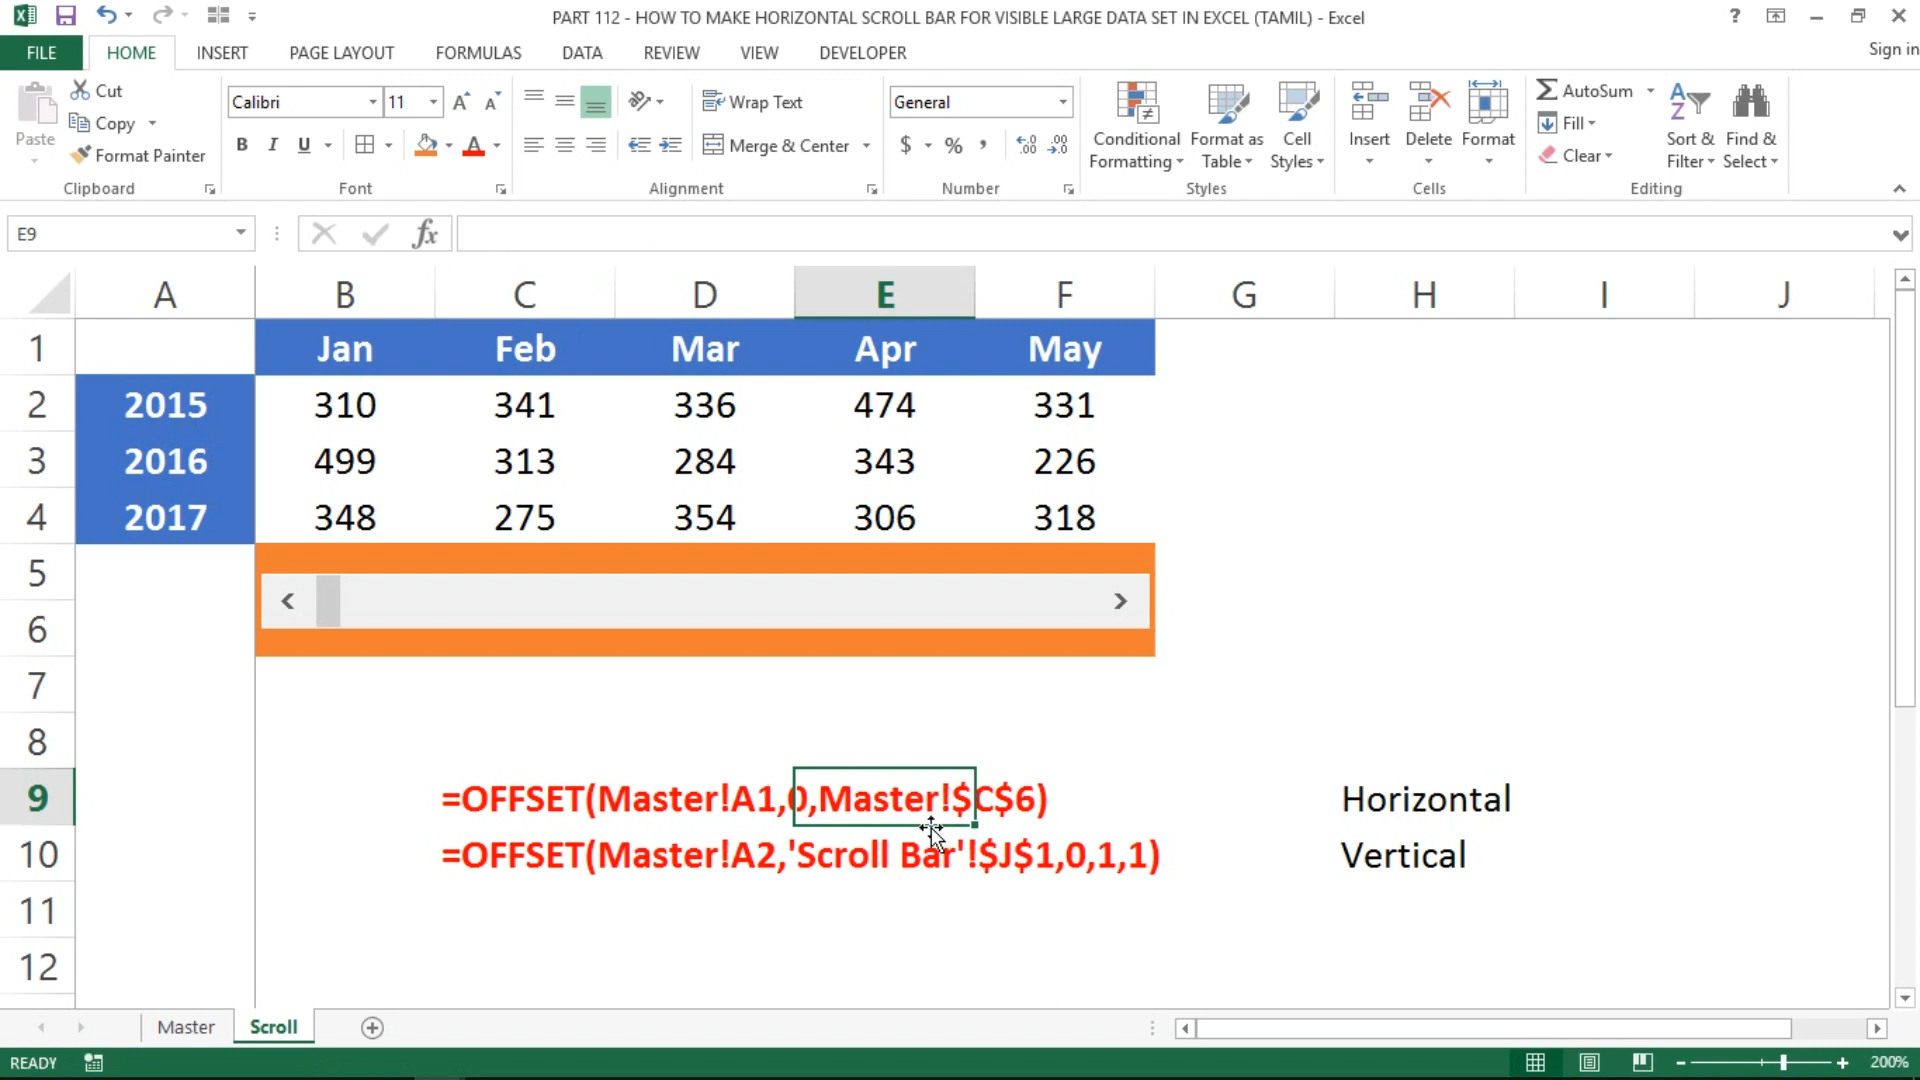 PART 112 - HOW TO MAKE HORIZONTAL SCROLL BAR FOR VISIBLE LARGE DATA SET IN EXCEL (TAMIL) - Excel
?
FILE HOME INSERT PAGE LAYOUT FORMULAS DATA REVIEW VIEW DEVELOPER Sign in
Paste
Cut
Copy
Format Painter
Clipboard
Calibri 11
B I U
Font
Wrap Text
Merge & Center
Alignment
General
$ % ,
Number
Conditional Formatting
Format as Table
Cell Styles
Styles
Insert
Delete
Format
Cells
AutoSum
Fill
Clear
Sort & Filter
Find & Select
Editing
E9 fx
A B C D E F G H I J
1 Jan Feb Mar Apr May
2 2015 310 341 336 474 331
3 2016 499 313 284 343 226
4 2017 348 275 354 306 318
5
6
7
8
9 =OFFSET(Master!A1,0,Master!$C$6) Horizontal
10 =OFFSET(Master!A2,'Scroll Bar'!$J$1,0,1,1) Vertical
11
12
Master Scroll
READY 200%